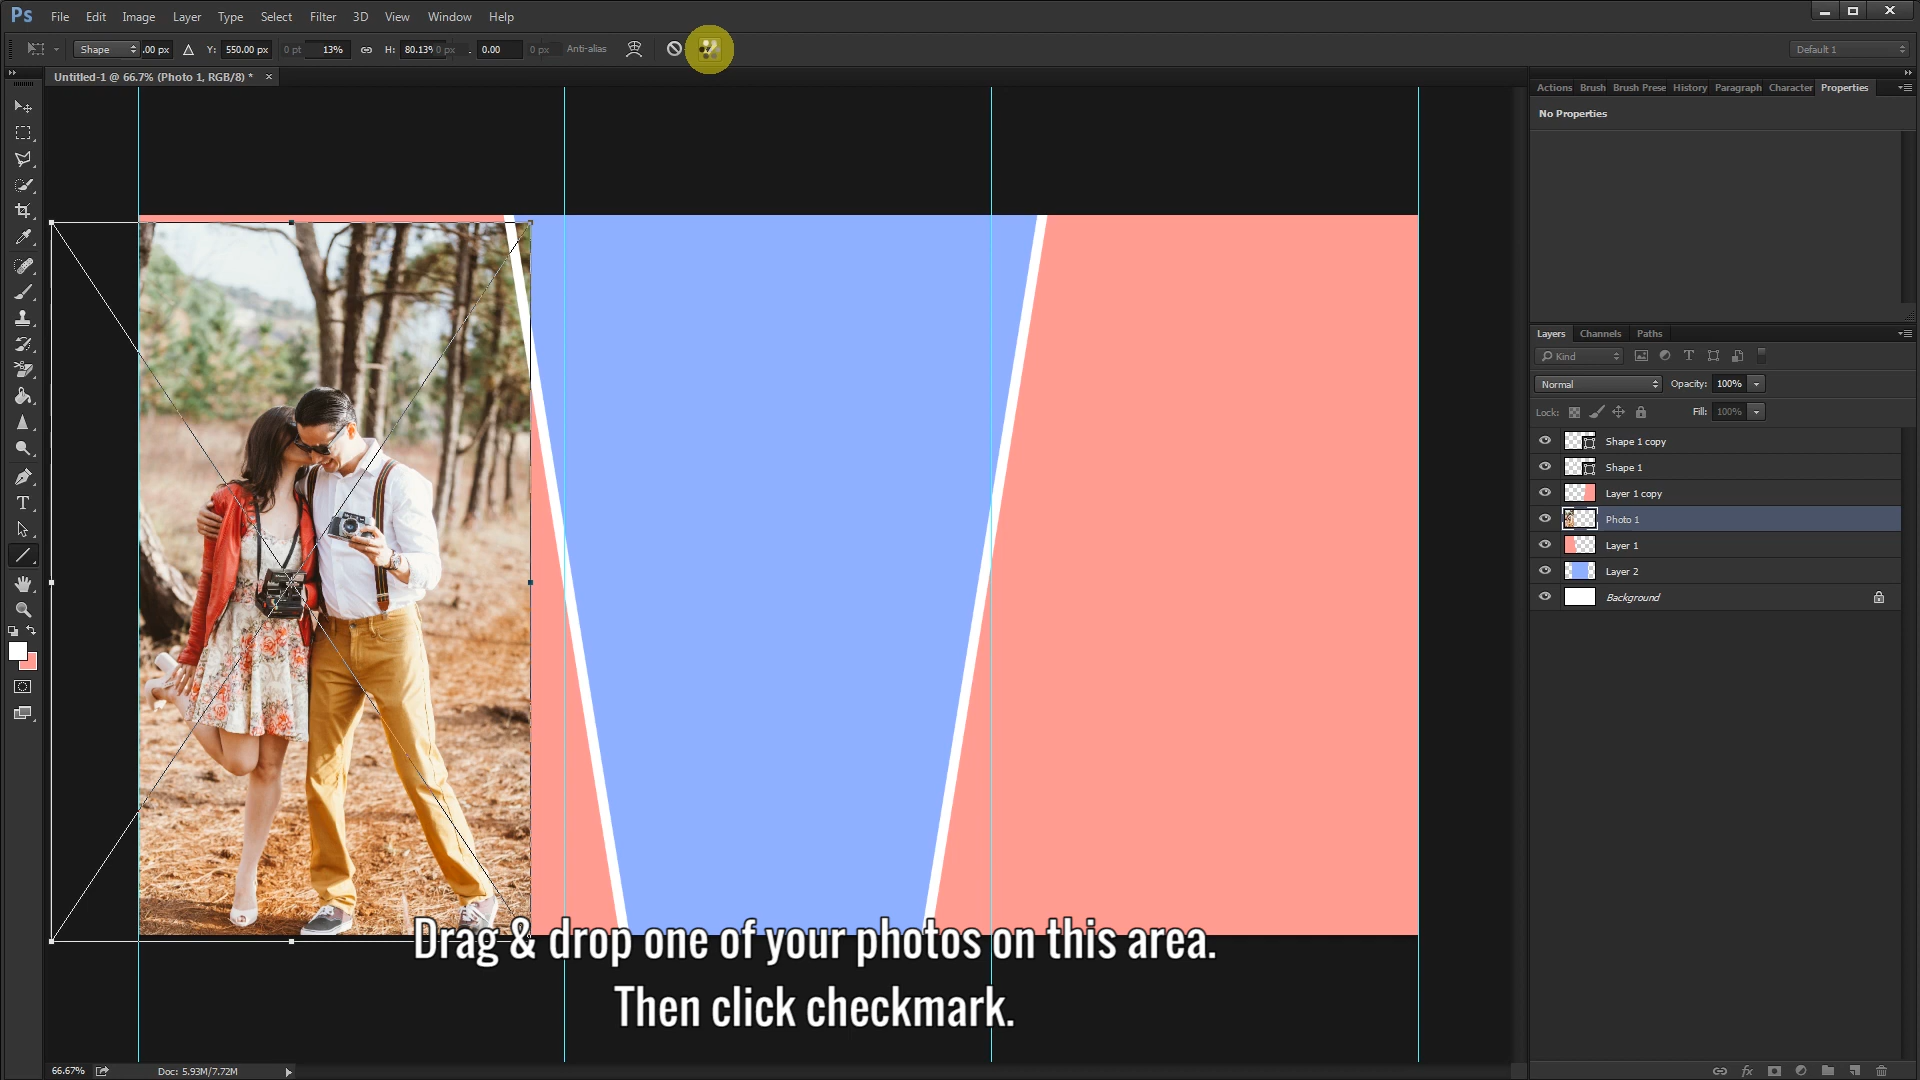 Ps File Edit Image Layer Type Select Filter 3D View Window Help
Shape .00 px Y: 550.00 px 0 pt 13% H: 80.13% 0 px . 0.00 0 px Anti-alias Default 1
Untitled-1 @ 66.7% (Photo 1, RGB/8) * ×
Actions Brush Brush Prese History Paragraph Character Properties
No Properties
Layers Channels Paths
Kind
Normal Opacity: 100%
Lock: Fill: 100%
Shape 1 copy
Shape 1
Layer 1 copy
Photo 1
Layer 1
Layer 2
Background
Drag & drop one of your photos on this area.
Then click checkmark.
66.67% Doc: 5.93M/7.72M
fx